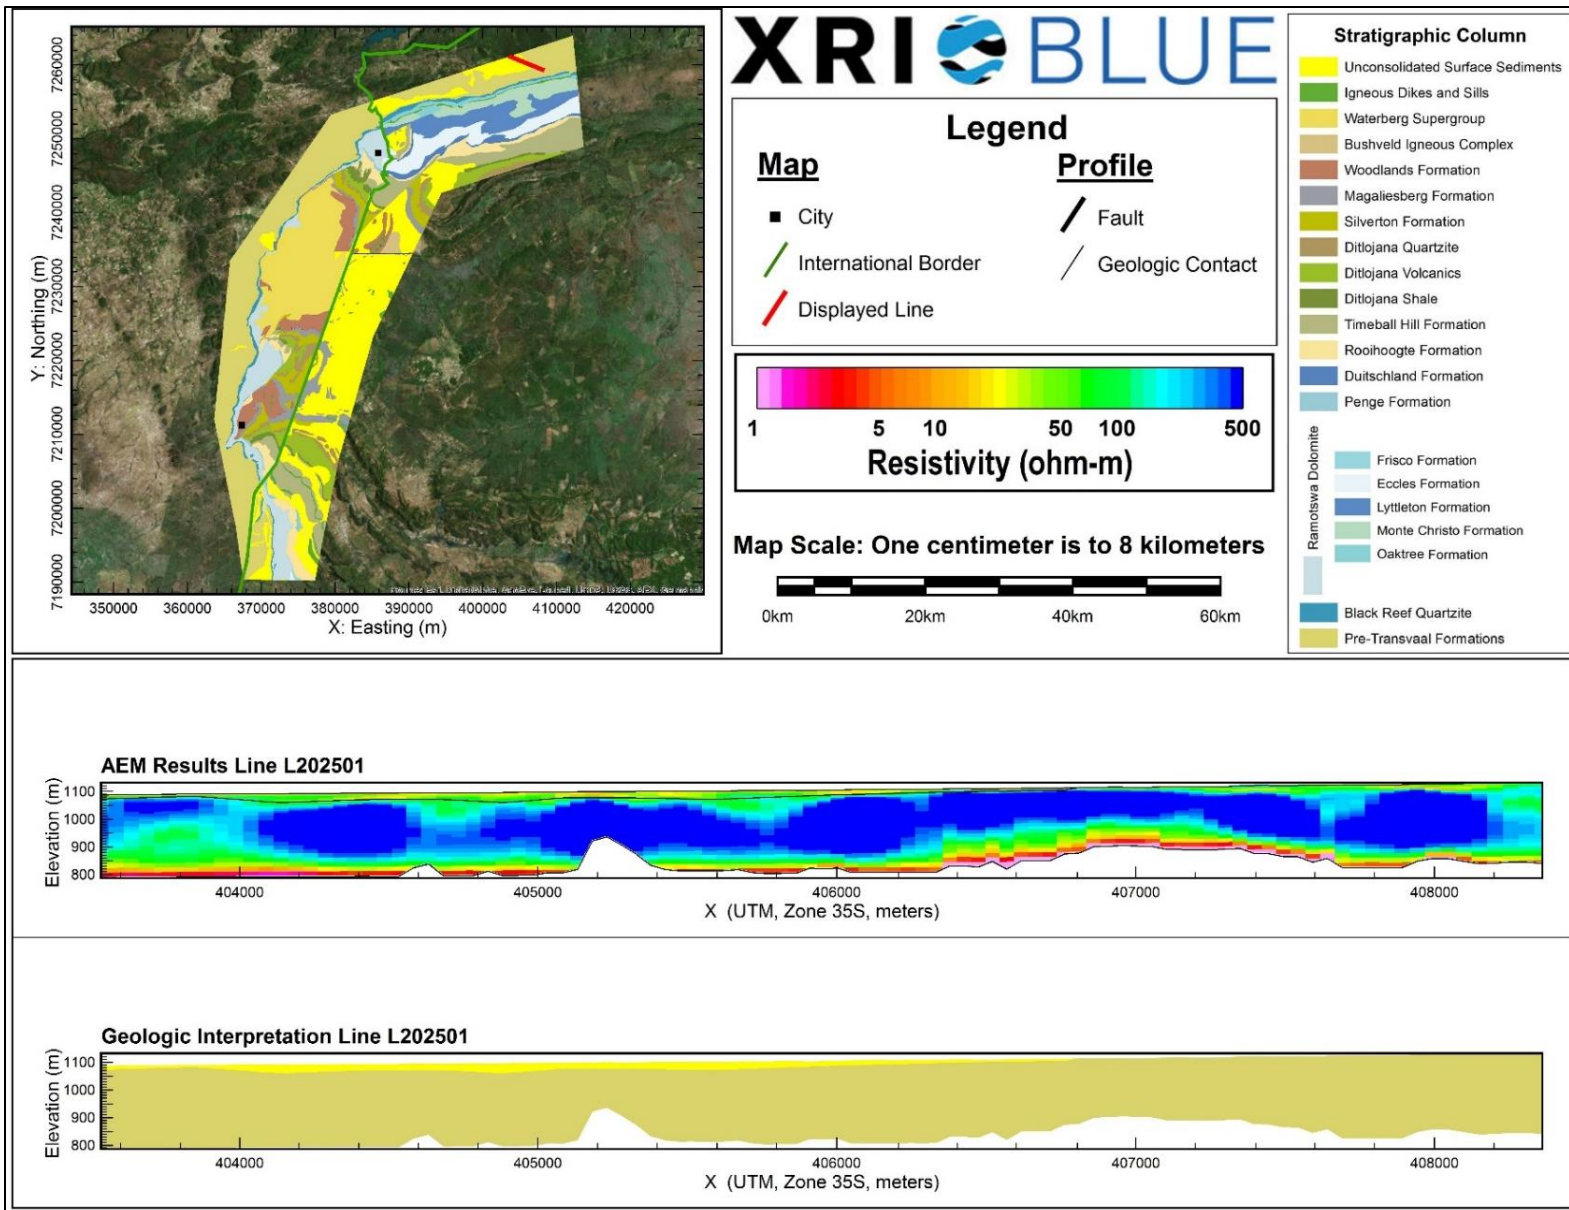 XRI BLUE
7260000
7250000
7240000
7230000
7220000
7210000
7200000
7190000
Y: Northing (m)
350000 360000 370000 380000 390000 400000 410000 420000
X: Easting (m)
Legend
Map
City
International Border
Displayed Line
Profile
Fault
Geologic Contact
1 5 10 50 100 500
Resistivity (ohm-m)
Map Scale: One centimeter is to 8 kilometers
0km 20km 40km 60km
Stratigraphic Column
Unconsolidated Surface Sediments
Igneous Dikes and Sills
Waterberg Supergroup
Bushveld Igneous Complex
Woodlands Formation
Magaliesberg Formation
Silverton Formation
Ditlojana Quartzite
Ditlojana Volcanics
Ditlojana Shale
Timeball Hill Formation
Rooihoogte Formation
Duitschland Formation
Penge Formation
Ramotswa Dolomite
Frisco Formation
Eccles Formation
Lyttleton Formation
Monte Christo Formation
Oaktree Formation
Black Reef Quartzite
Pre-Transvaal Formations
AEM Results Line L202501
Elevation (m)
1100
1000
900
800
404000 405000 406000 407000 408000
X (UTM, Zone 35S, meters)
Geologic Interpretation Line L202501
Elevation (m)
1100
1000
900
800
404000 405000 406000 407000 408000
X (UTM, Zone 35S, meters)